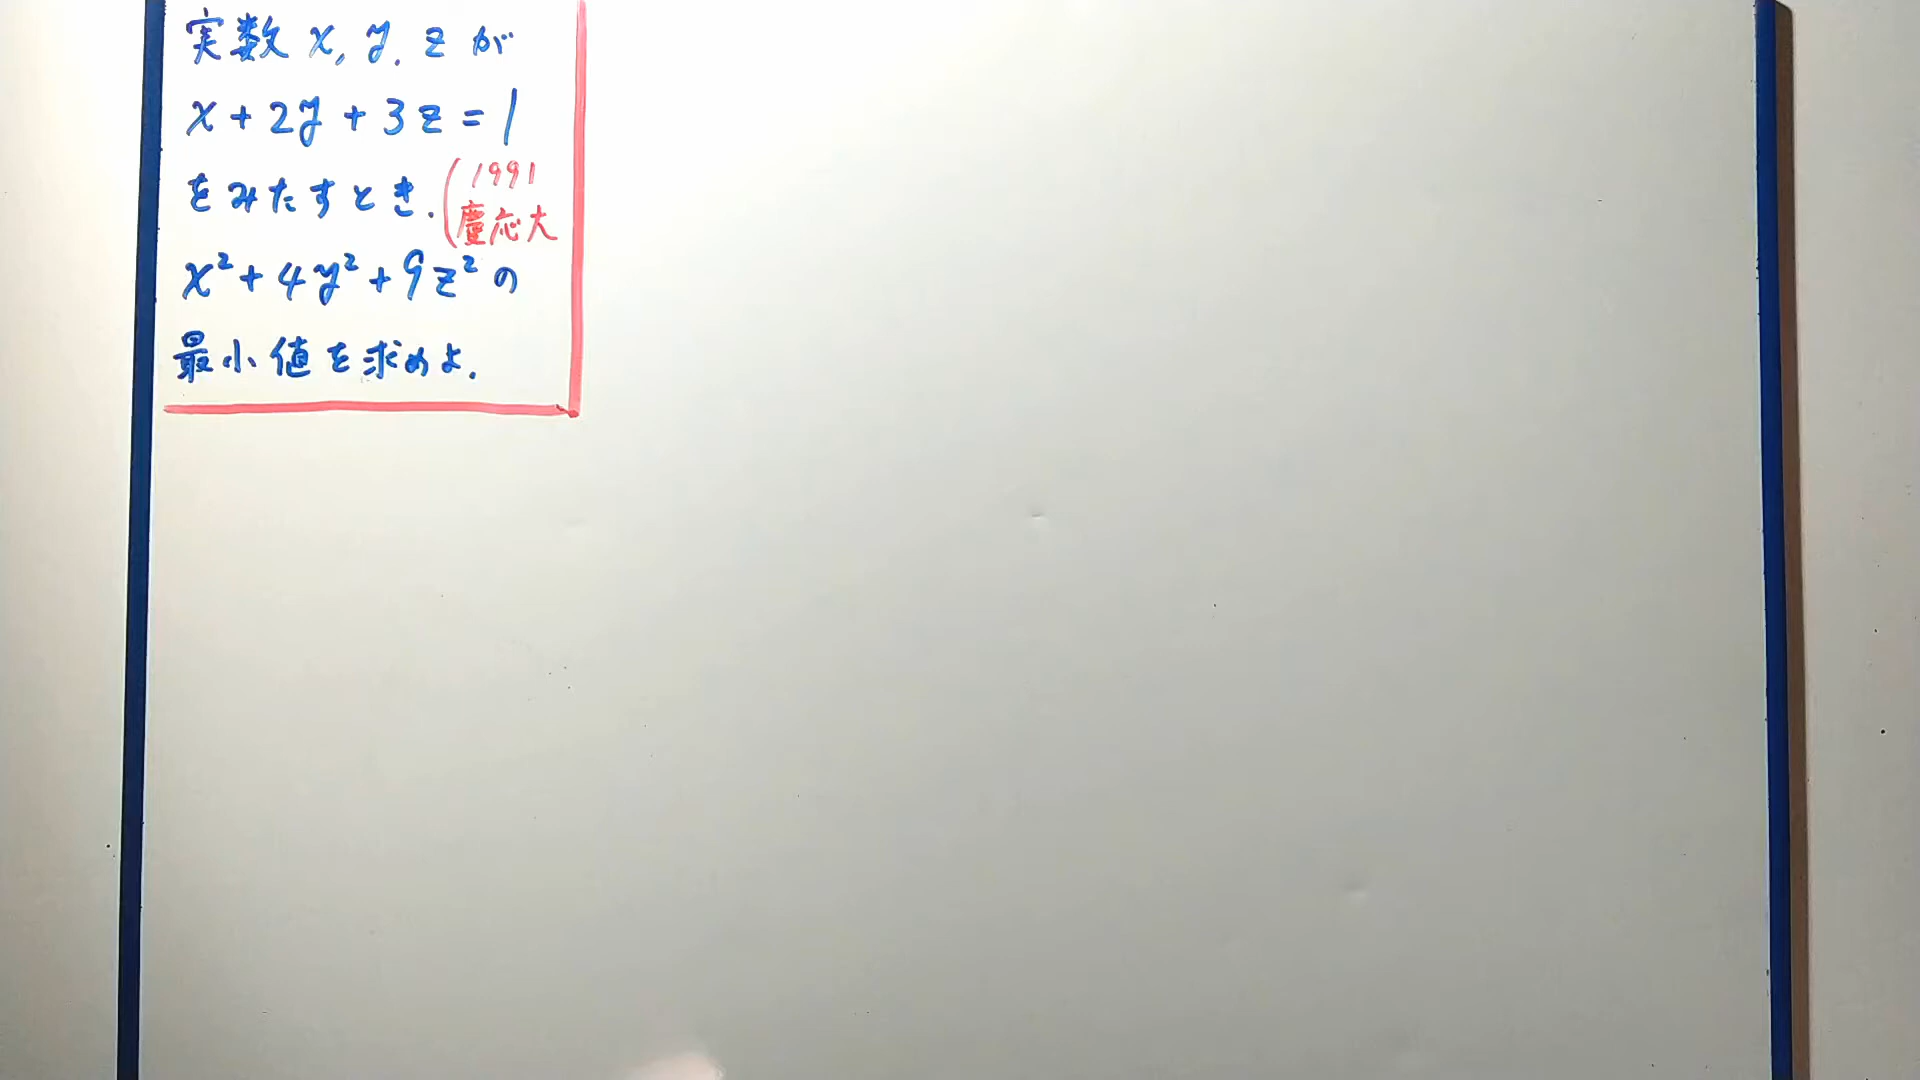 実数 x, y, z が
x + 2y + 3z = 1
をみたすとき.
(1991
慶応大
x² + 4y² + 9z² の
最小値を求めよ.